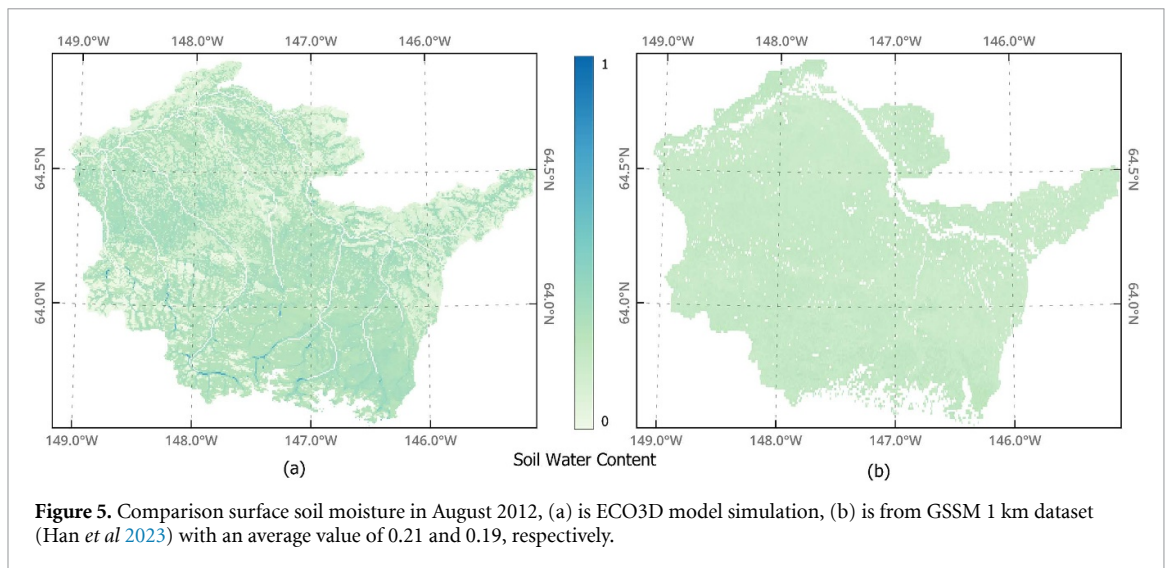 149.0°W 148.0°W 147.0°W 146.0°W
149.0°W 148.0°W 147.0°W 146.0°W
64.5°N
64.0°N
1
0
64.5°N
64.0°N
64.5°N
64.0°N
64.5°N
64.0°N
149.0°W 148.0°W 147.0°W 146.0°W
149.0°W 148.0°W 147.0°W 146.0°W
Soil Water Content
(a)
(b)
Figure 5. Comparison surface soil moisture in August 2012, (a) is ECO3D model simulation, (b) is from GSSM 1 km dataset
(Han et al 2023) with an average value of 0.21 and 0.19, respectively.